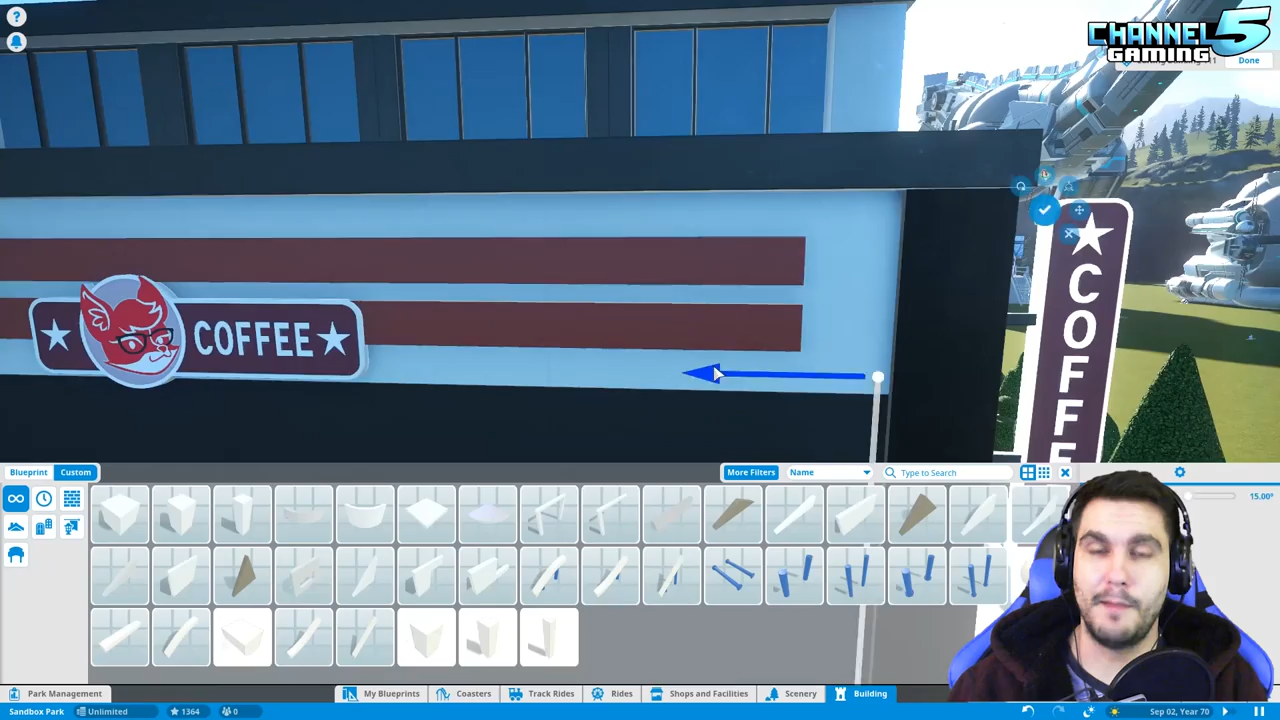 CHANNEL 5
GAMING
Done
COFFEE
COFFE
Blueprint
Custom
More Filters
Name
Type to Search
15.00°
Park Management
My Blueprints
Coasters
Track Rides
Rides
Shops and Facilities
Scenery
Building
Sandbox Park
Unlimited
1364
0
Sep 02, Year 70